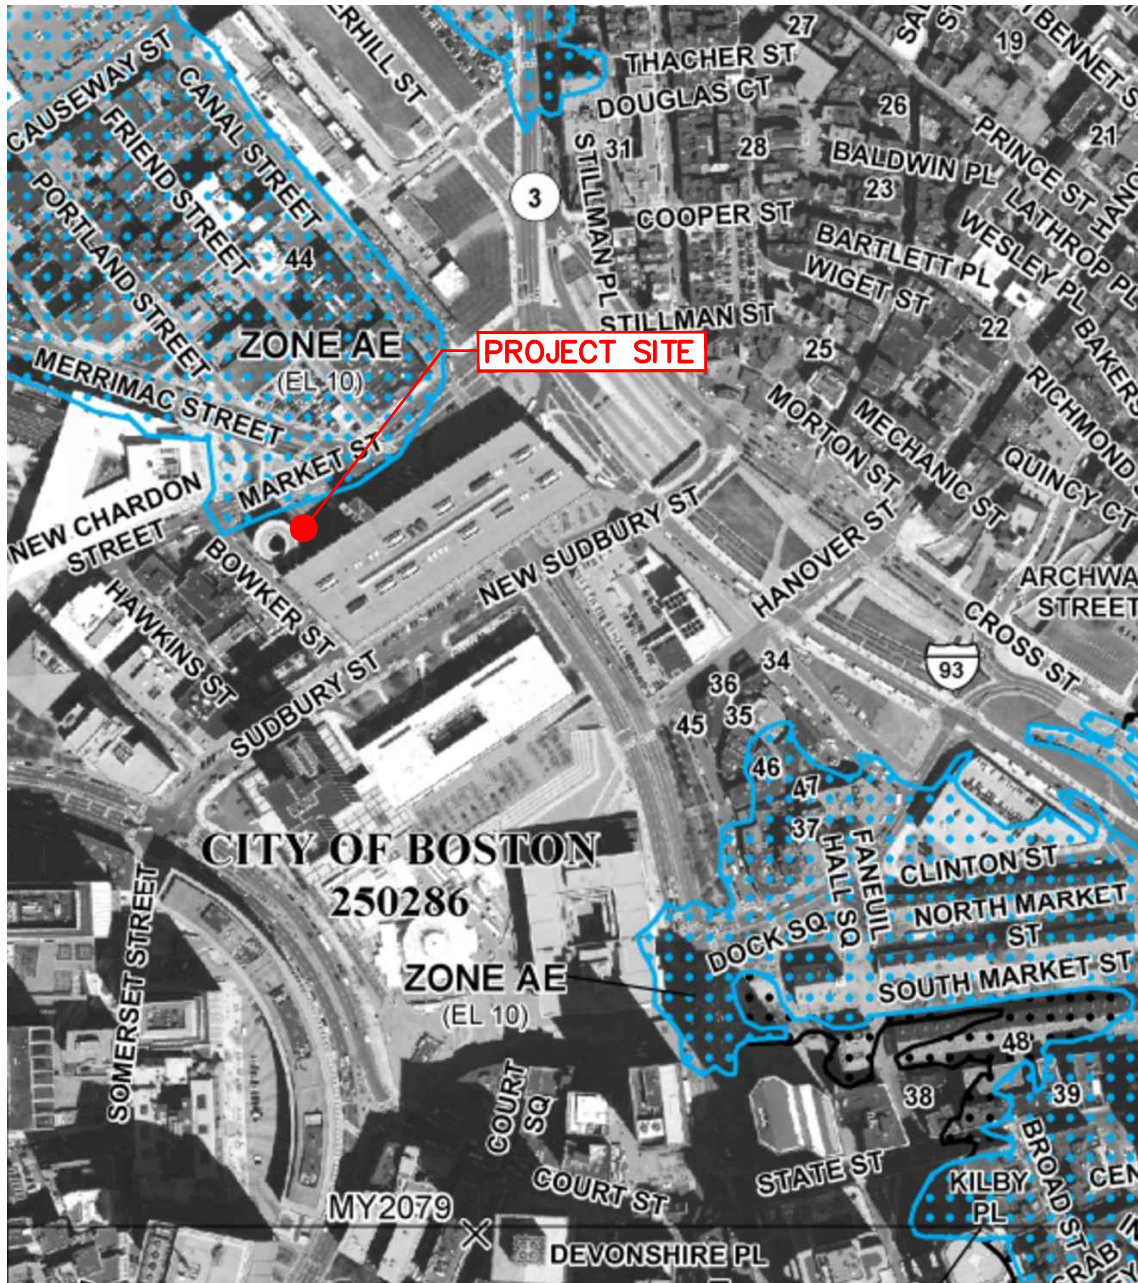 CAUSEWAY ST
CANAL STREET
FRIEND STREET
PORTLAND STREET
44
ZONE AE
(EL 10)
MERRIMAC STREET
MARKET ST
NEW CHARDON
STREET
PROJECT SITE
3
THACHER ST
DOUGLAS CT
STILLMAN PL
31
28
27
26
19
21
23
22
25
BALDWIN PL
PRINCE ST
LATHROP PL
WESLEY PL
COOPER ST
BARTLETT PL
WIGET ST
STILLMAN ST
MORTON ST
MECHANIC ST
RICHMOND
QUINCY CT
BOWKER ST
HAWKINS ST
NEW SUDBURY ST
SUDBURY ST
HANOVER ST
ARCHWA
STREET
CROSS ST
93
34
36
35
45
46
47
37
CITY OF BOSTON
250286
SOMERSET STREET
FANEUIL
HALL SQ
CLINTON ST
NORTH MARKET
ST
SOUTH MARKET ST
DOCK SQ
ZONE AE
(EL 10)
48
38
39
COURT
SQ
COURT ST
STATE ST
BROAD ST
KILBY
PL
CEN
MY2079
DEVONSHIRE PL